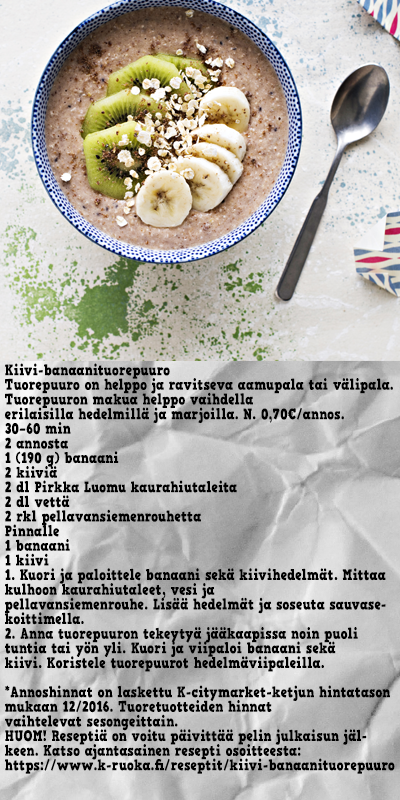 Kiivi-banaanituorepuuro
Tuorepuuro on helppo ja ravitseva aamupala tai välipala.
Tuorepuuron makua helppo vaihdella
erilaisilla hedelmillä ja marjoilla. N. 0,70€/annos.
30-60 min
2 annosta
1 (190 g) banaani
2 kiiviä
2 dl Pirkka Luomu kaurahiutaleita
2 dl vettä
2 rkl pellavansiemenrouhetta
Pinnalle
1 banaani
1 kiivi
1. Kuori ja paloittele banaani sekä kiivihedelmät. Mittaa
kulhoon kaurahiutaleet, vesi ja
pellavansiemenrouhe. Lisää hedelmät ja soseuta sauvase-
koittimella.
2. Anna tuorepuuron tekeytyä jääkaapissa noin puoli
tuntia tai yön yli. Kuori ja viipaloi banaani sekä
kiivi. Koristele tuorepuurot hedelmäviipaleilla.
*Annoshinnat on laskettu K-citymarket-ketjun hintatason
mukaan 12/2016. Tuoretuotteiden hinnat
vaihtelevat sesongeittain.
HUOM! Reseptiä on voitu päivittää pelin julkaisun jäl-
keen. Katso ajantasainen resepti osoitteesta:
https://www.k-ruoka.fi/reseptit/kiivi-banaanituorepuuro